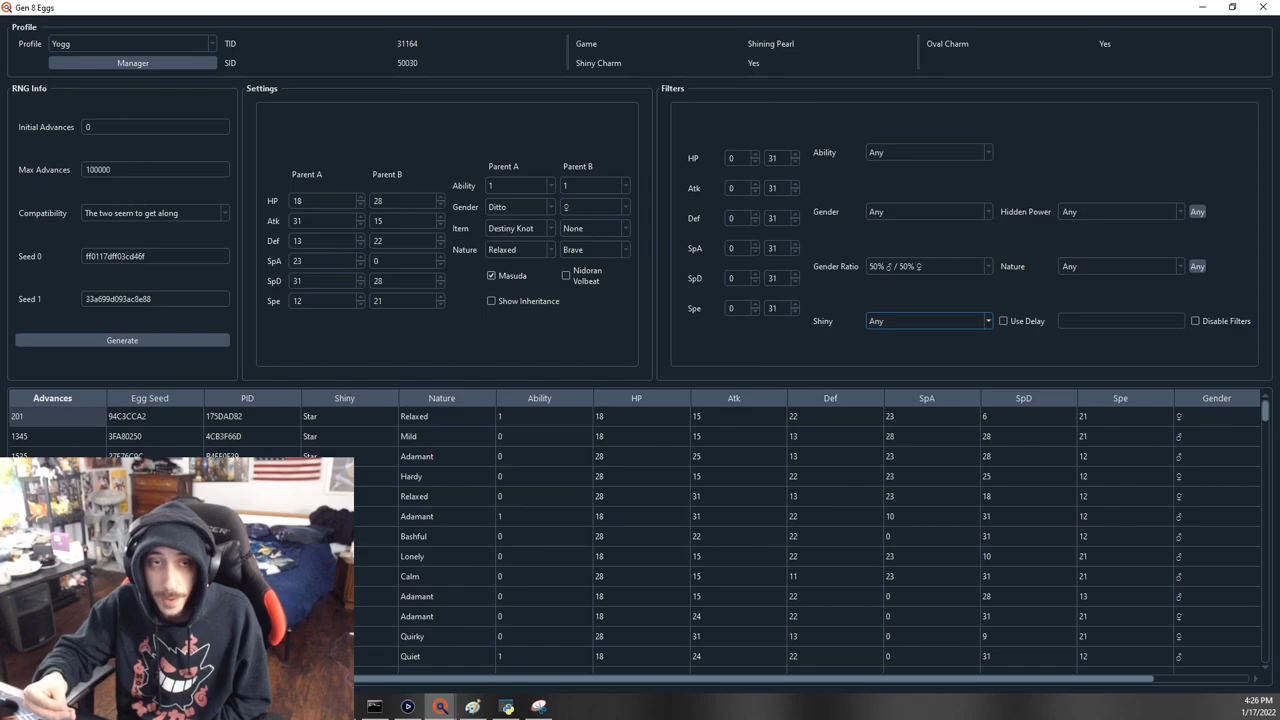 Gen 8 Eggs
Profile
Profile Yogg TID 31164 Game Shining Pearl Oval Charm Yes
Manager SID 50030 Shiny Charm Yes
RNG Info
Initial Advances 0
Max Advances 100000
Compatibility The two seem to get along
Seed 0 ff0117dff03cd46f
Seed 1 33a699d093ac8e88
Generate
Settings
Parent A Parent B
HP 18 28
Atk 31 15
Def 13 22
SpA 23 0
SpD 31 28
Spe 12 21
Parent A Parent B
Ability 1 1
Gender Ditto ♀
Item Destiny Knot None
Nature Relaxed Brave
Masuda Nidoran Volbeat
Show Inheritance
Filters
HP 0 31
Atk 0 31
Def 0 31
SpA 0 31
SpD 0 31
Spe 0 31
Ability Any
Gender Any Hidden Power Any Any
Gender Ratio 50% ♂ / 50% ♀ Nature Any Any
Shiny Any Use Delay Disable Filters
Advances Egg Seed PID Shiny Nature Ability HP Atk Def SpA SpD Spe Gender
201 94C3CCA2 175DAD82 Star Relaxed 1 18 15 22 23 6 21 ♀
1345 3FA80250 4CB3F66D Star Mild 0 18 15 13 28 28 21 ♂
Star Adamant 0 28 25 13 23 28 12 ♀
Hardy 0 28 15 22 23 25 12 ♀
Relaxed 0 28 31 13 23 18 12 ♀
Adamant 1 18 31 22 10 31 12 ♂
Bashful 0 28 22 22 0 31 12 ♂
Lonely 0 18 15 22 23 10 21 ♂
Calm 0 28 15 11 23 31 21 ♂
Adamant 0 18 15 22 0 28 13 ♂
Adamant 0 18 24 22 0 31 21 ♀
Quirky 0 28 31 13 0 9 21 ♂
Quiet 1 18 24 22 0 31 12 ♂
4:26 PM
1/17/2022